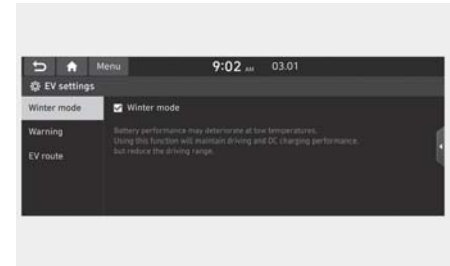 Menu
9:02 AM 03.01
EV settings
Winter mode
Winter mode
Battery performance may deteriorate at low temperatures.
Using this function will maintain driving and DC charging performance,
but reduce the driving range.
Warning
EV route